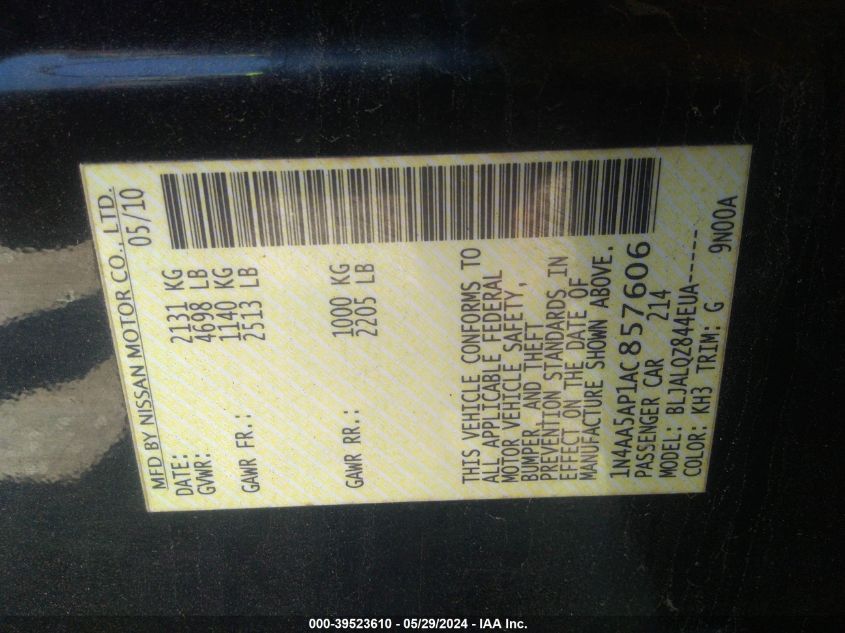 MFD BY NISSAN MOTOR CO., LTD.
DATE: 05/10
GVWR: 2131 KG
4698 LB
GAWR FR.: 1140 KG
2513 LB
GAWR RR.: 1000 KG
2205 LB
THIS VEHICLE CONFORMS TO
ALL APPLICABLE FEDERAL
MOTOR VEHICLE SAFETY,
BUMPER, AND THEFT
PREVENTION STANDARDS IN
EFFECT ON THE DATE OF
MANUFACTURE SHOWN ABOVE.
1N4AA5AP1AC857606
PASSENGER CAR 214
MODEL: BLJALQZ844EUA-----
COLOR: KH3 TRIM: G 9N00A
000-39523610 - 05/29/2024 - IAA Inc.